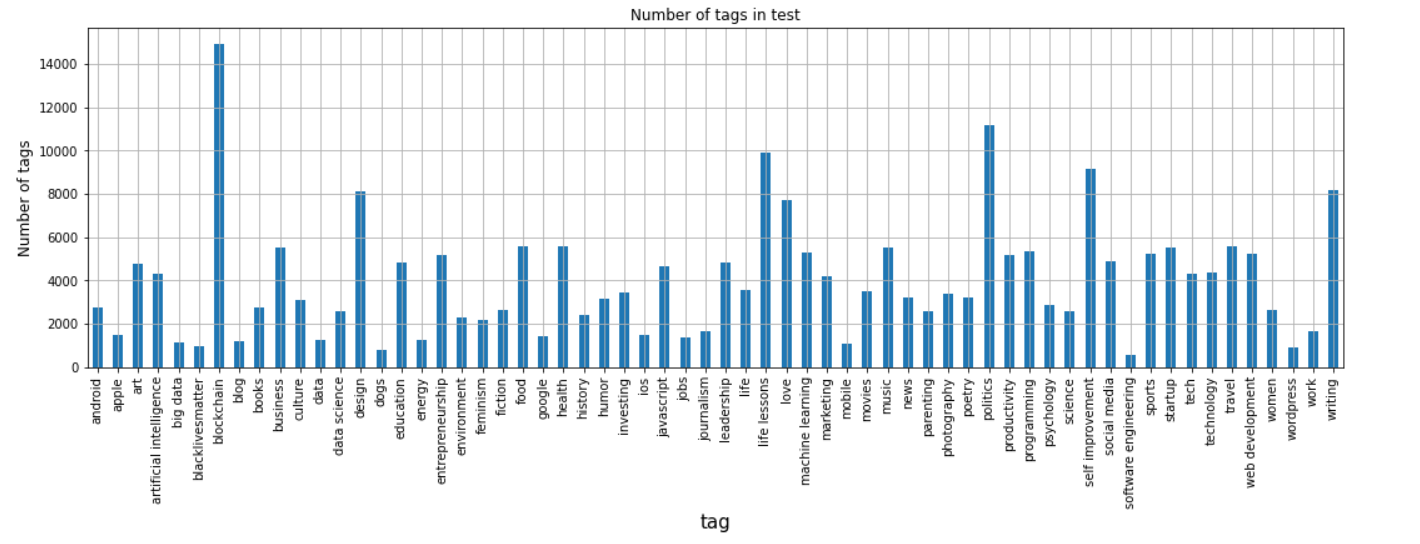 Number of tags in test
Number of tags
14000
12000
10000
8000
6000
4000
2000
0
android
apple
art
artificial intelligence
big data
blacklivesmatter
blockchain
blog
books
business
culture
data
data science
design
dogs
education
energy
entrepreneurship
environment
feminism
fiction
food
google
health
history
humor
investing
ios
javascript
jobs
journalism
leadership
life
life lessons
love
machine learning
marketing
mobile
movies
music
news
parenting
photography
poetry
politics
productivity
programming
psychology
science
self improvement
social media
software engineering
sports
startup
tech
technology
travel
web development
women
wordpress
work
writing
tag